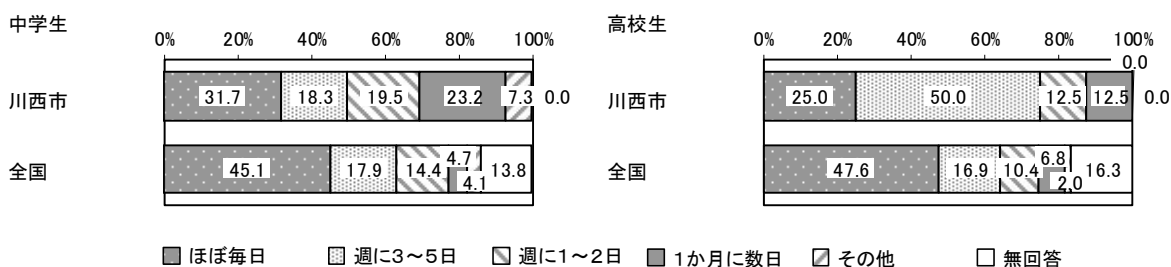 中学生
0% 20% 40% 60% 80% 100%
川西市 31.7 18.3 19.5 23.2 7.3 0.0
全国 45.1 17.9 14.4 4.1 4.7 13.8
高校生
0% 20% 40% 60% 80% 100%
0.0
川西市 25.0 50.0 12.5 12.5 0.0
全国 47.6 16.9 10.4 6.8 2.0 16.3
ほぼ毎日 週に3～5日 週に1～2日 1か月に数日 その他 無回答